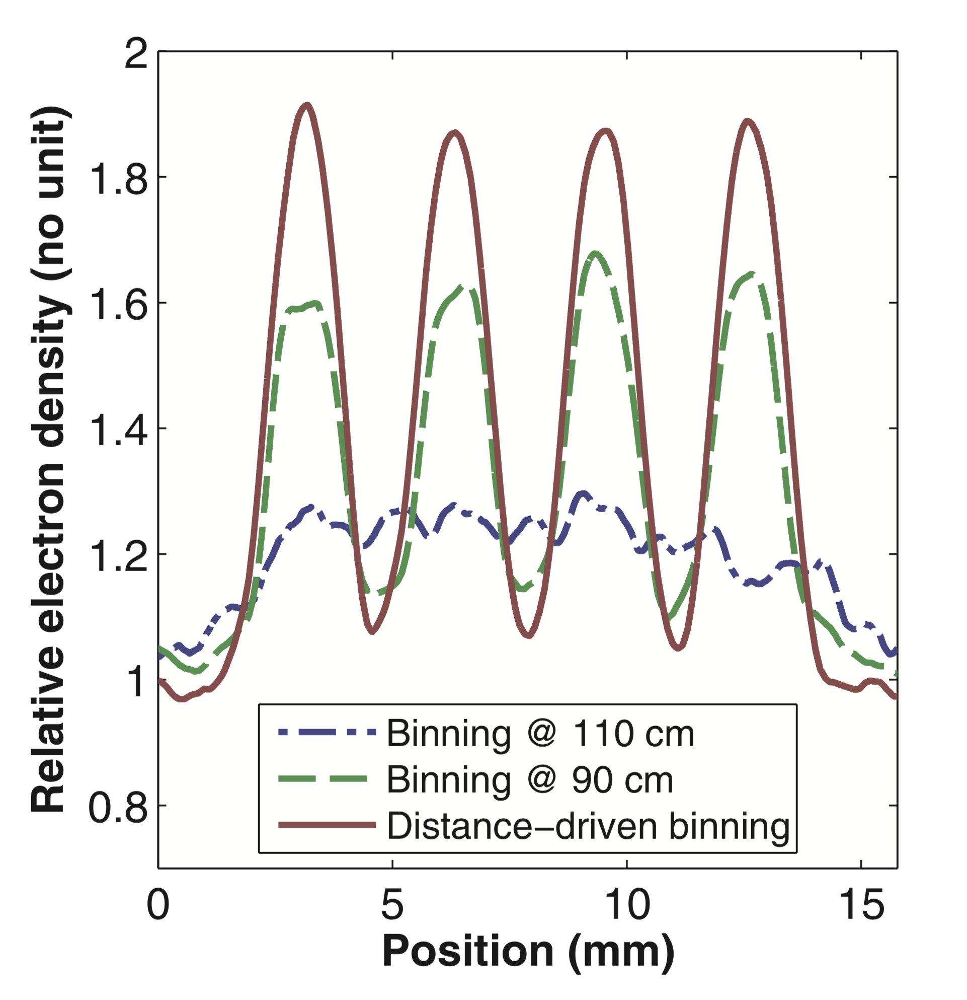 Relative electron density (no unit)
2
1.8
1.6
1.4
1.2
1
0.8
Binning @ 110 cm
Binning @ 90 cm
Distance–driven binning
0 5 10 15
Position (mm)